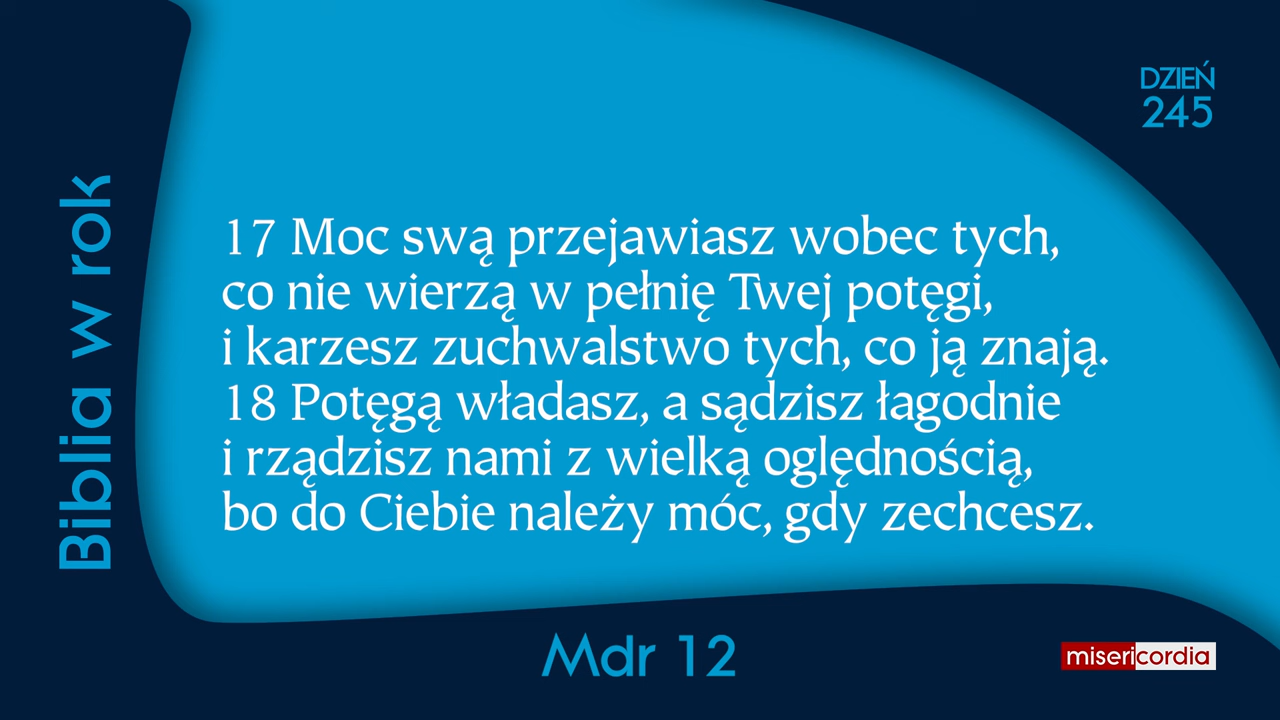 DZIEŃ
245
Biblia w rok
17 Moc swą przejawiasz wobec tych,
co nie wierzą w pełnię Twej potęgi,
i karzesz zuchwalstwo tych, co ją znają.
18 Potęgą władasz, a sądzisz łagodnie
i rządzisz nami z wielką oględnością,
bo do Ciebie należy móc, gdy zechcesz.
Mdr 12
misericordia